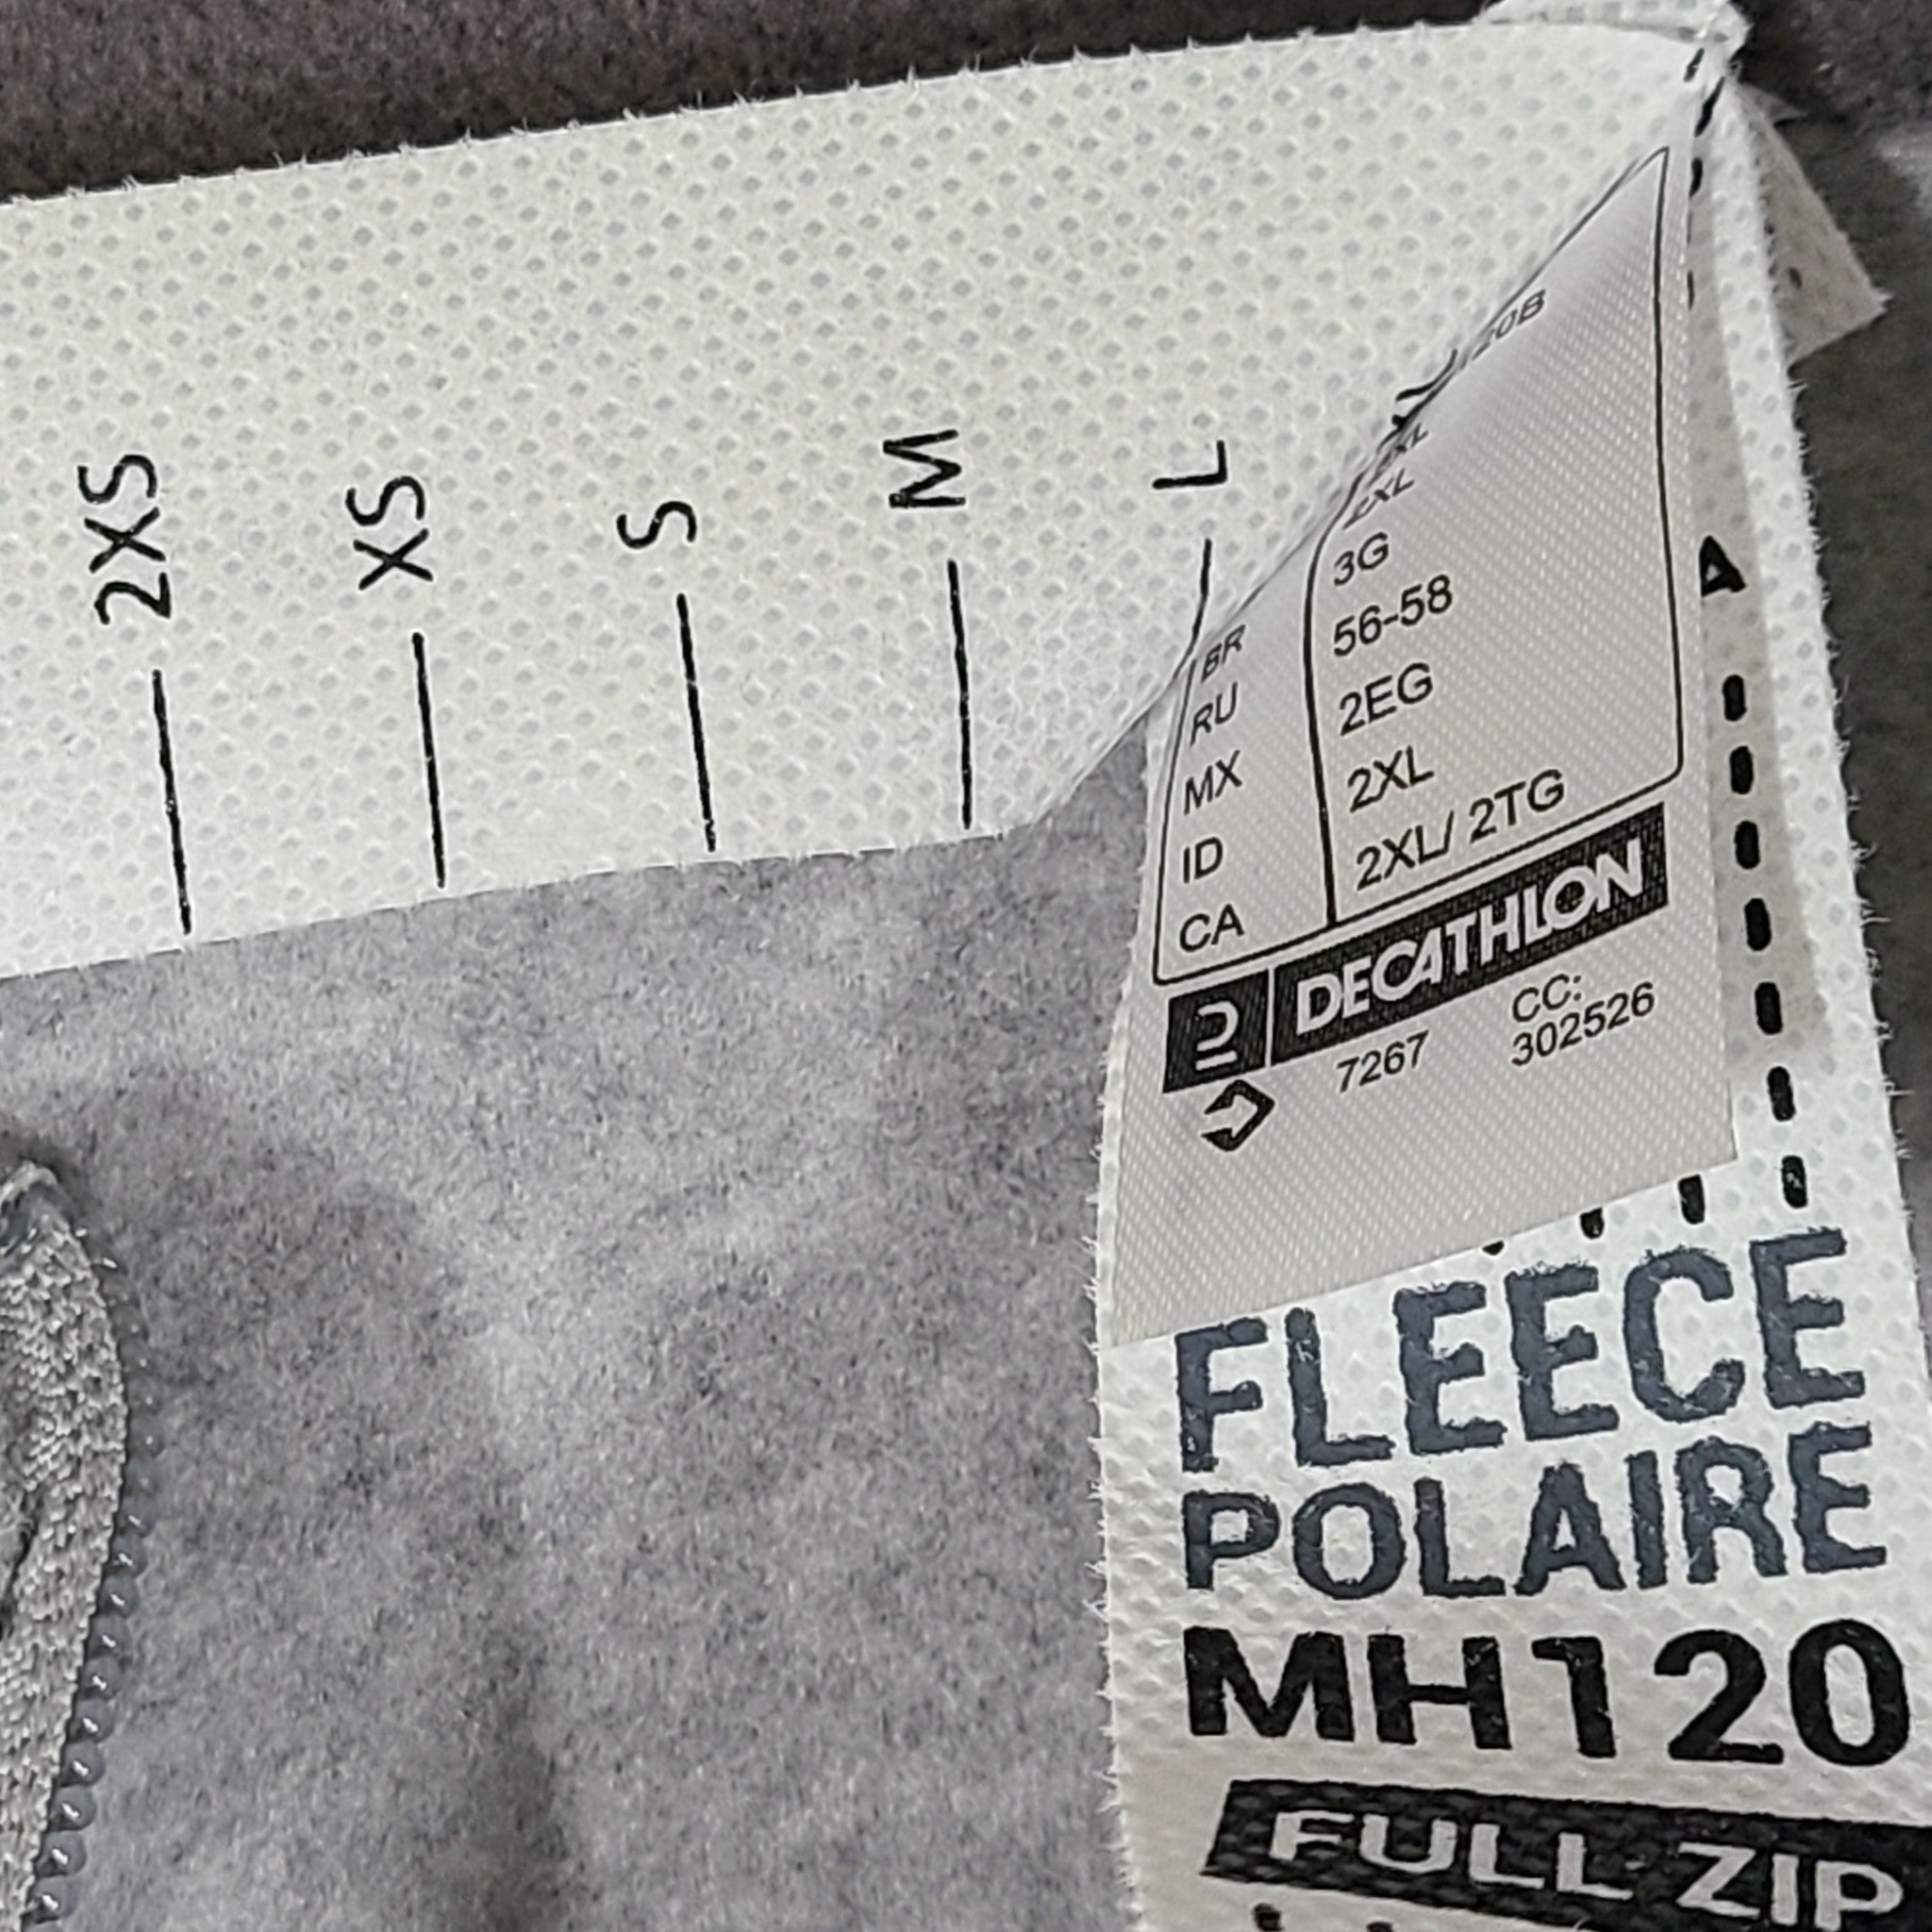 2XS
XS
S
M
L
2XL
BR 3G
RU 56-58
MX 2EG
ID 2XL
CA 2XL/ 2TG
DECATHLON
7267
CC:
302526
FLEECE
POLAIRE
MH120
FULL ZIP